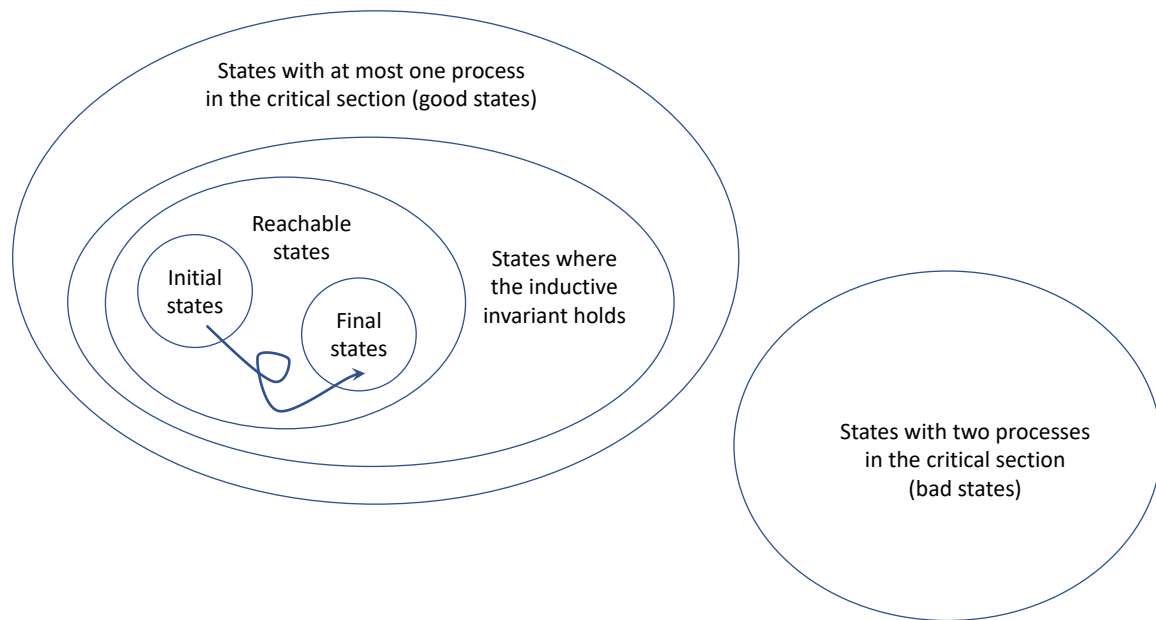 States with at most one process
in the critical section (good states)
Reachable
states
Initial
states
States where
the inductive
invariant holds
Final
states
States with two processes
in the critical section
(bad states)